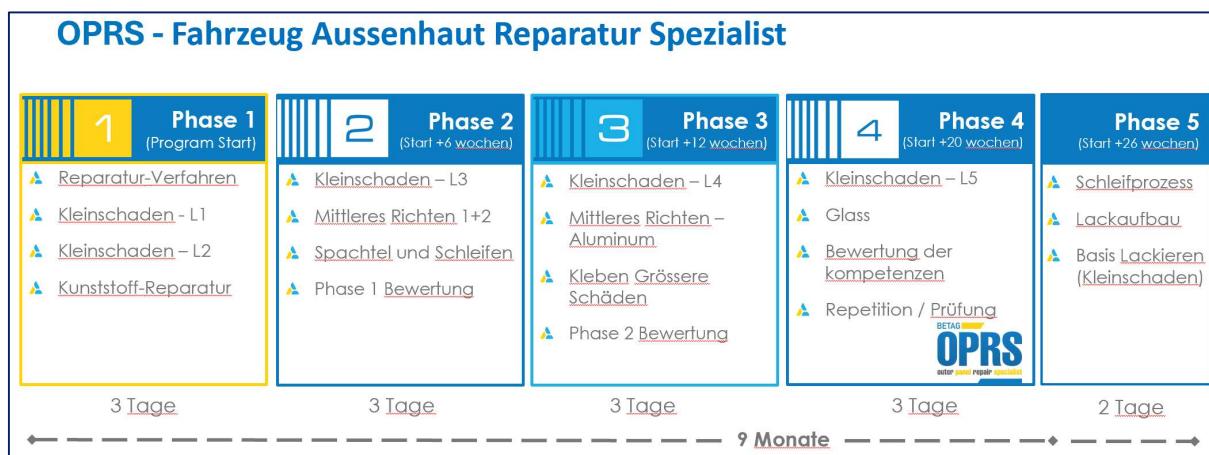 OPRS - Fahrzeug Aussenhaut Reparatur Spezialist
1
Phase 1
(Program Start)
Reparatur-Verfahren
Kleinschaden - L1
Kleinschaden – L2
Kunststoff-Reparatur
3 Tage
2
Phase 2
(Start +6 wochen)
Kleinschaden – L3
Mittleres Richten 1+2
Spachtel und Schleifen
Phase 1 Bewertung
3 Tage
3
Phase 3
(Start +12 wochen)
Kleinschaden – L4
Mittleres Richten –
Aluminum
Kleben Grössere
Schäden
Phase 2 Bewertung
3 Tage
4
Phase 4
(Start +20 wochen)
Kleinschaden – L5
Glass
Bewertung der
kompetenzen
Repetition / Prüfung
BETAG
OPRS
outer panel repair specialist
3 Tage
Phase 5
(Start +26 wochen)
Schleifprozess
Lackaufbau
Basis Lackieren
(Kleinschaden)
2 Tage
9 Monate